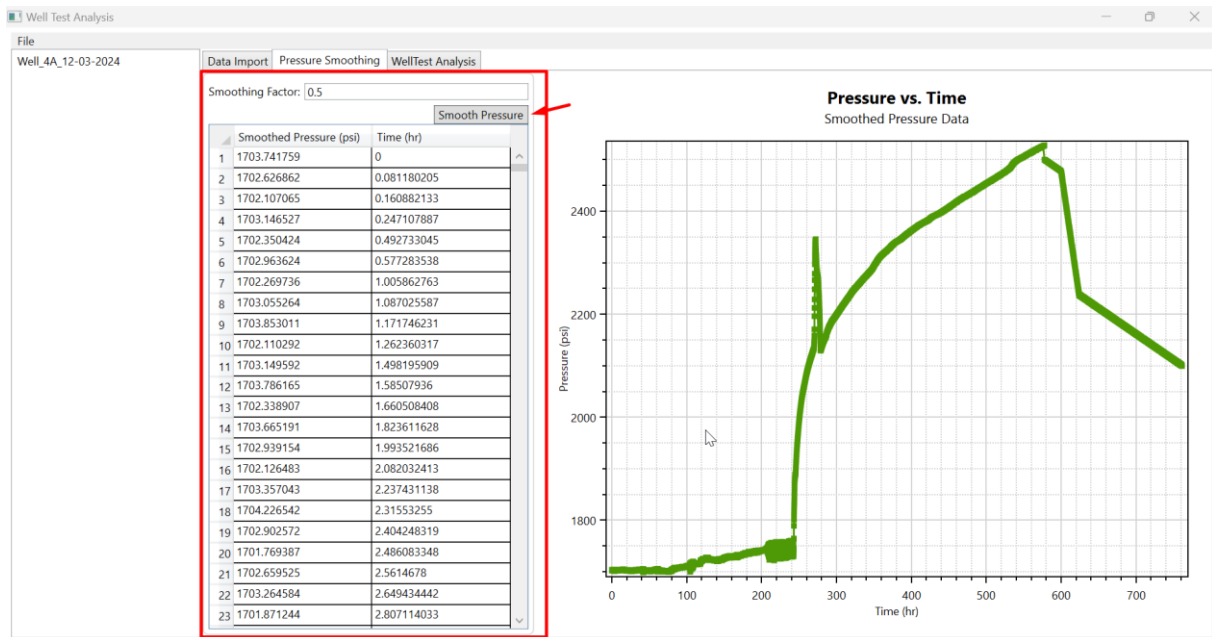 Well Test Analysis
File
Well_4A_12-03-2024
Data Import Pressure Smoothing WellTest Analysis
Smoothing Factor: 0.5
Smooth Pressure
Smoothed Pressure (psi) Time (hr)
1 1703.741759 0
2 1702.626862 0.081180205
3 1702.107065 0.160882133
4 1703.146527 0.247107887
5 1702.350424 0.492733045
6 1702.963624 0.577283538
7 1702.269736 1.005862763
8 1703.055264 1.087025587
9 1703.853011 1.171746231
10 1702.110292 1.262360317
11 1703.149592 1.498195909
12 1703.786165 1.58507936
13 1702.338907 1.660508408
14 1703.665191 1.823611628
15 1702.939154 1.993521686
16 1702.126483 2.082032413
17 1703.357043 2.237431138
18 1704.226542 2.31553255
19 1702.902572 2.404248319
20 1701.769387 2.486083348
21 1702.659525 2.5614678
22 1703.264584 2.649434442
23 1701.871244 2.807114033
Pressure vs. Time
Smoothed Pressure Data
Pressure (psi)
2400
2200
2000
1800
0 100 200 300 400 500 600 700
Time (hr)